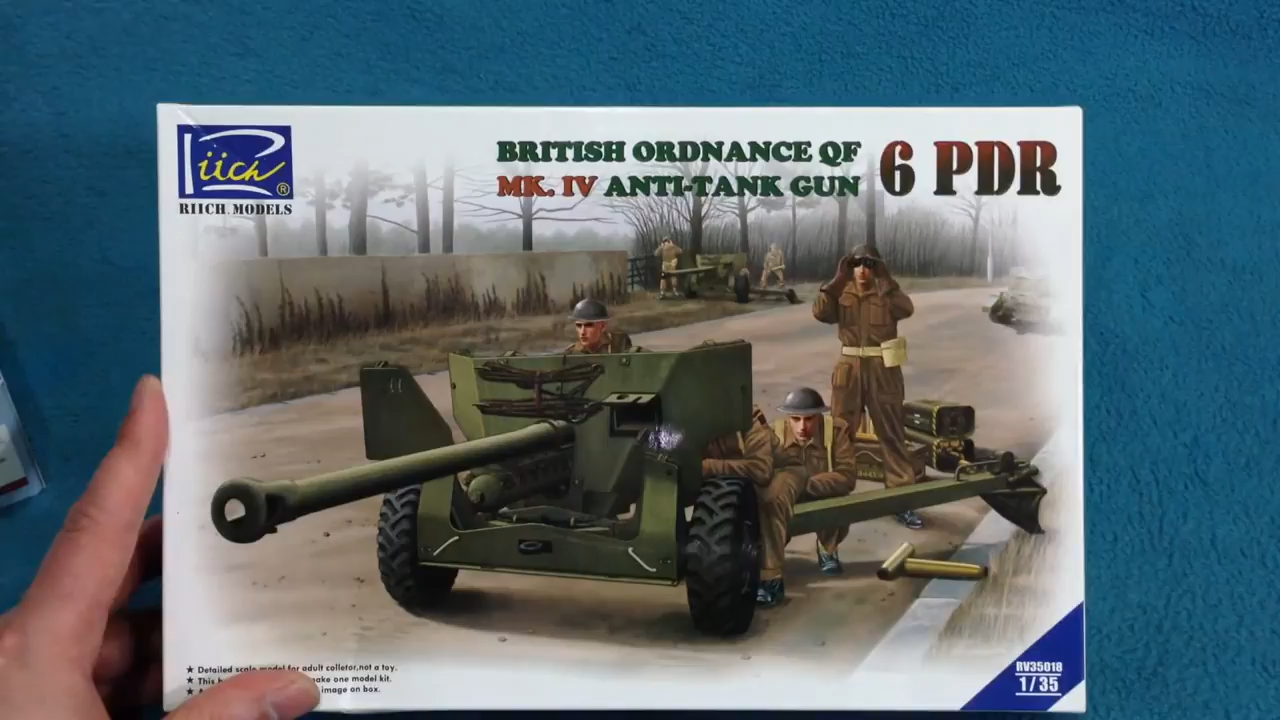 Riich ®
RIICH MODELS
BRITISH ORDNANCE QF
MK. IV ANTI-TANK GUN
6 PDR
★ Detailed scale model for adult colletor,not a toy.
★ This make one model kit.
★ image on box.
RV35018
1/35